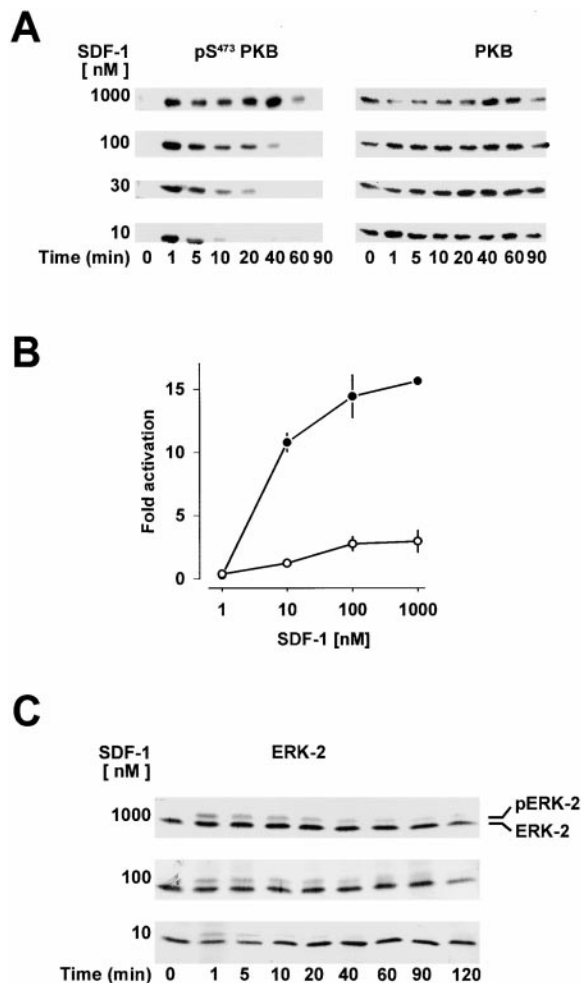 A
SDF-1
[ nM ]
pS473 PKB
PKB
1000
100
30
10
Time (min) 0 1 5 10 20 40 60 90
0 1 5 10 20 40 60 90
B
Fold activation
15
10
5
0
1 10 100 1000
SDF-1 [nM]
C
SDF-1
[ nM ]
ERK-2
1000
pERK-2
ERK-2
100
10
Time (min) 0 1 5 10 20 40 60 90 120